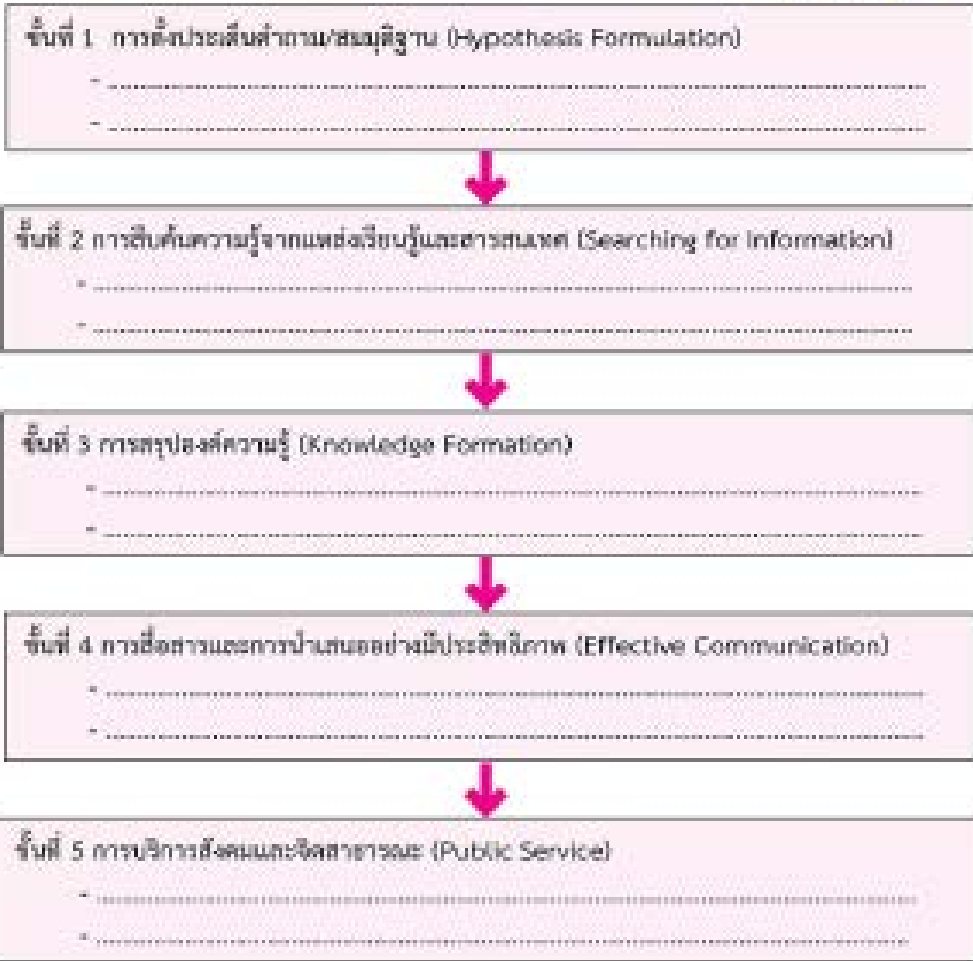 ขั้นที่ 1 การตั้งประเด็นคำถาม/สมมุติฐาน (Hypothesis Formulation)
- ........................................................................
- ........................................................................
ขั้นที่ 2 การสืบค้นความรู้จากแหล่งเรียนรู้และสารสนเทศ (Searching for Information)
- ........................................................................
- ........................................................................
ขั้นที่ 3 การสรุปองค์ความรู้ (Knowledge Formation)
- ........................................................................
- ........................................................................
ขั้นที่ 4 การสื่อสารและการนำเสนออย่างมีประสิทธิภาพ (Effective Communication)
- ........................................................................
- ........................................................................
ขั้นที่ 5 การบริการสังคมและจิตสาธารณะ (Public Service)
- ........................................................................
- ........................................................................